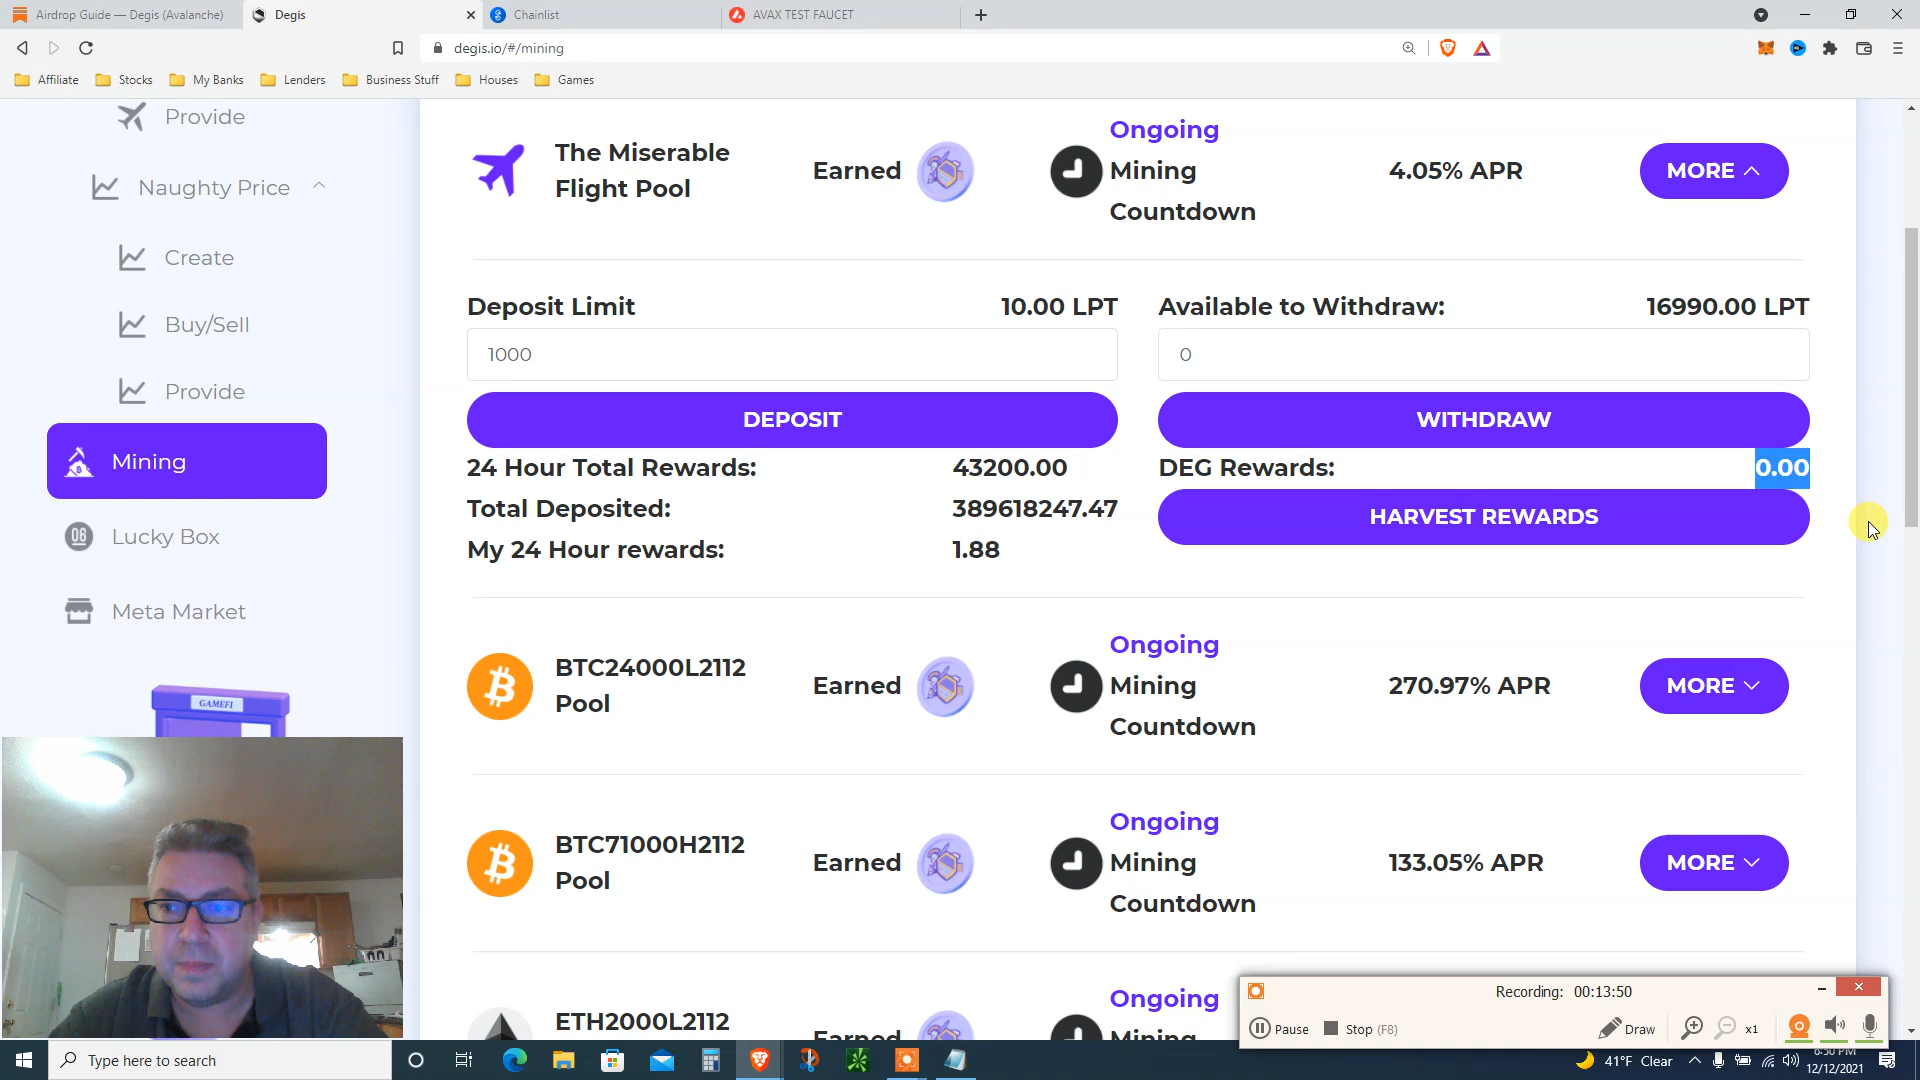 Airdrop Guide — Degis (Avalanche)
Degis
Chainlist
AVAX TEST FAUCET
degis.io/#/mining
Affiliate
Stocks
My Banks
Lenders
Business Stuff
Houses
Games
Provide
Naughty Price
Create
Buy/Sell
Provide
Mining
Lucky Box
Meta Market
GAMEFI
The Miserable
Flight Pool
Earned
Ongoing
Mining
Countdown
4.05% APR
MORE
Deposit Limit
10.00 LPT
1000
DEPOSIT
24 Hour Total Rewards:
43200.00
Total Deposited:
389618247.47
My 24 Hour rewards:
1.88
Available to Withdraw:
16990.00 LPT
0
WITHDRAW
DEG Rewards:
0.00
HARVEST REWARDS
BTC24000L2112
Pool
Earned
Ongoing
Mining
Countdown
270.97% APR
MORE
BTC71000H2112
Pool
Earned
Ongoing
Mining
Countdown
133.05% APR
MORE
ETH2000L2112
Earned
Ongoing
Mining
Recording: 00:13:50
Pause
Stop (F8)
Draw
x1
Type here to search
41°F Clear
6:50 PM
12/12/2021